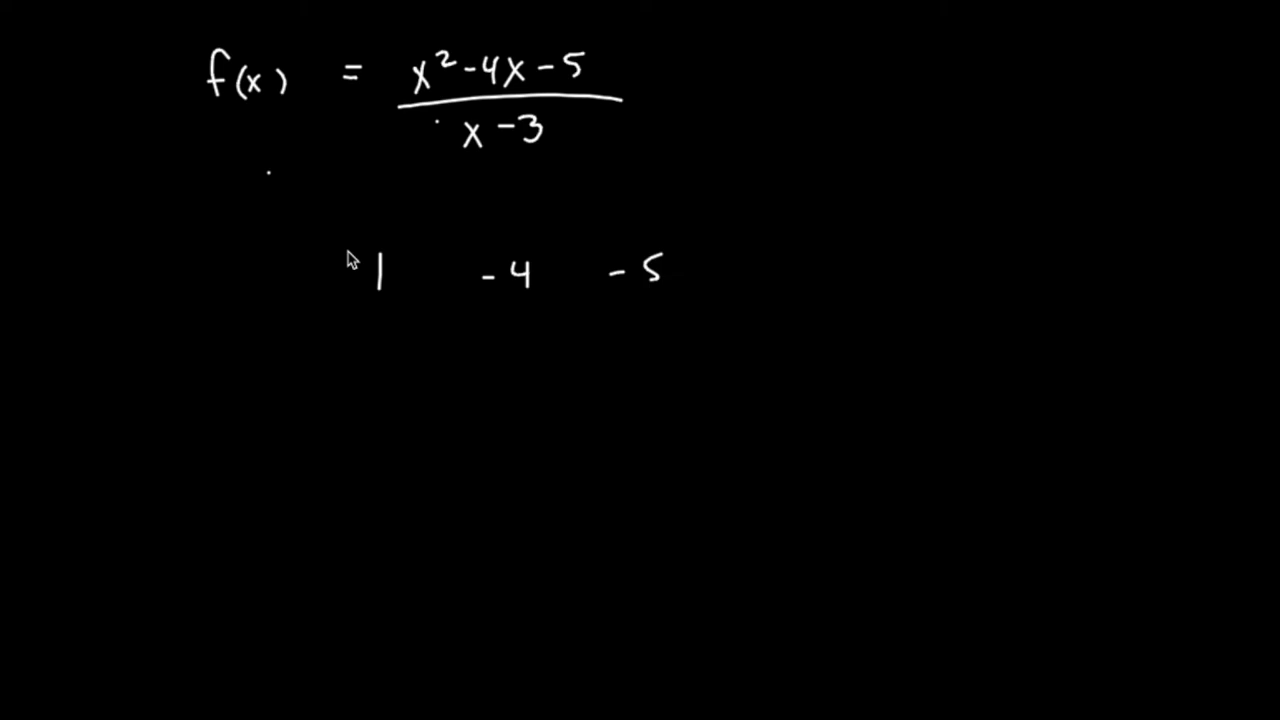 f(x) = x² - 4x - 5
x - 3
1 - 4 - 5